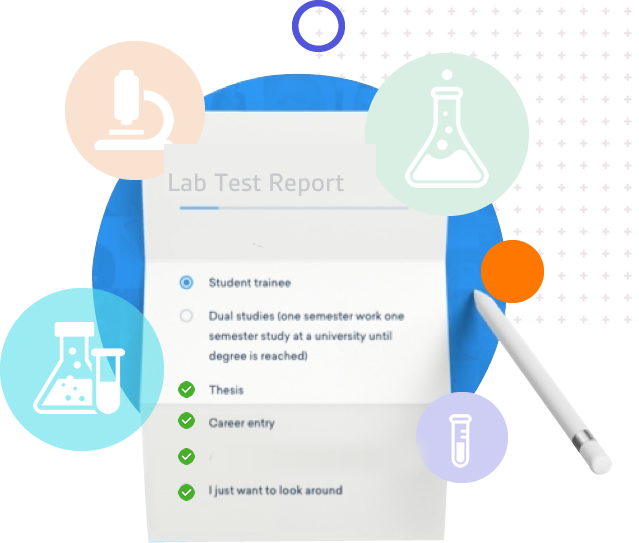 Lab Test Report
Student trainee
Dual studies (one semester work one
semester study at a university until
degree is reached)
Thesis
Career entry
I just want to look around